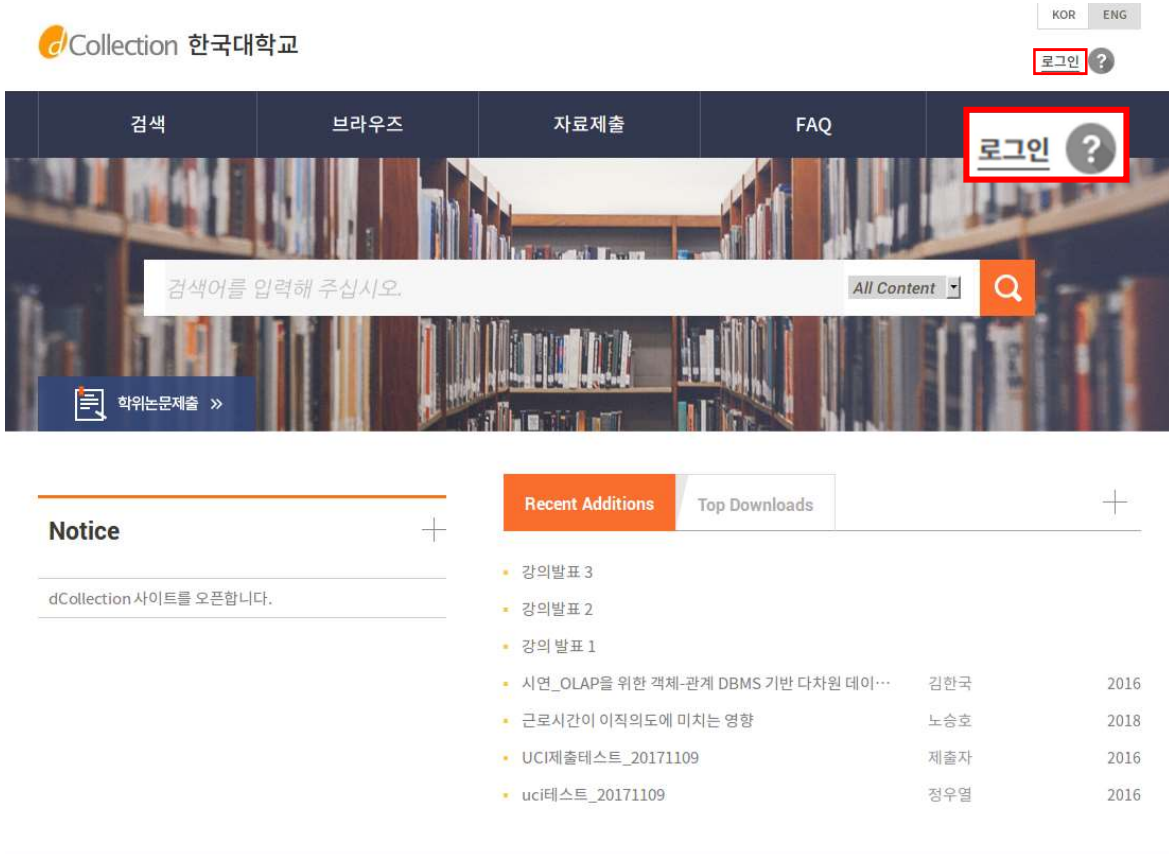 KOR ENG
dCollection 한국대학교
로그인 ?
검색 브라우즈 자료제출 FAQ
로그인 ?
검색어를 입력해 주십시오. All Content
학위논문제출 »
Recent Additions Top Downloads
Notice
강의발표 3
dCollection 사이트를 오픈합니다.
강의발표 2
강의 발표 1
시연_OLAP을 위한 객체-관계 DBMS 기반 다차원 데이… 김한국 2016
근로시간이 이직의도에 미치는 영향 노승호 2018
UCI제출테스트_20171109 제출자 2016
uci테스트_20171109 정우열 2016